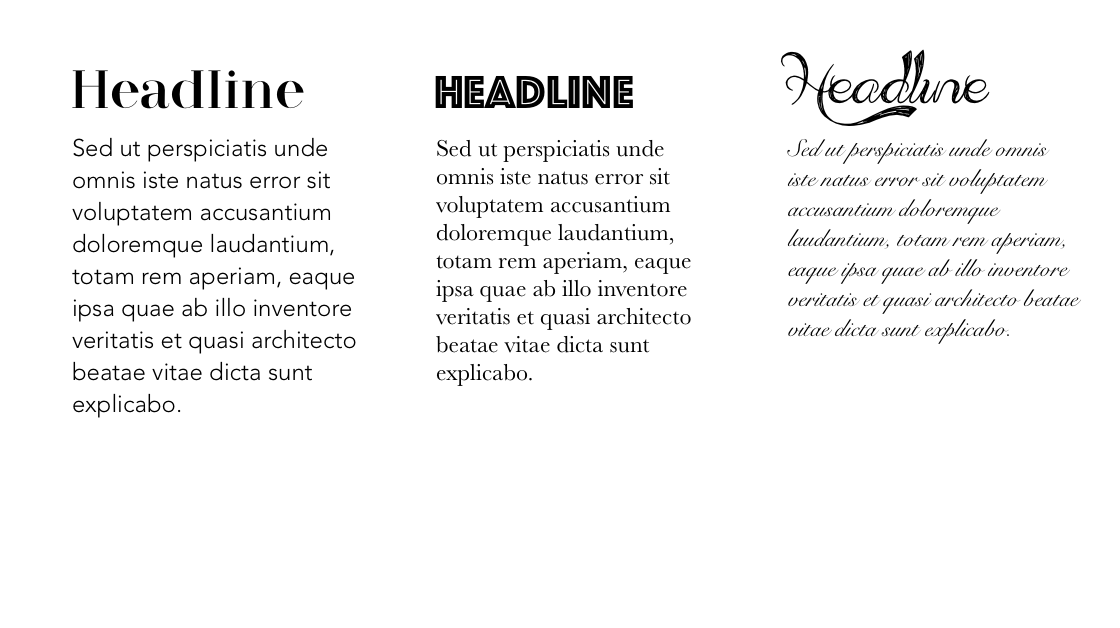 Headline
Sed ut perspiciatis unde
omnis iste natus error sit
voluptatem accusantium
doloremque laudantium,
totam rem aperiam, eaque
ipsa quae ab illo inventore
veritatis et quasi architecto
beatae vitae dicta sunt
explicabo.
HEADLINE
Sed ut perspiciatis unde
omnis iste natus error sit
voluptatem accusantium
doloremque laudantium,
totam rem aperiam, eaque
ipsa quae ab illo inventore
veritatis et quasi architecto
beatae vitae dicta sunt
explicabo.
Headline
Sed ut perspiciatis unde omnis
iste natus error sit voluptatem
accusantium doloremque
laudantium, totam rem aperiam,
eaque ipsa quae ab illo inventore
veritatis et quasi architecto beatae
vitae dicta sunt explicabo.